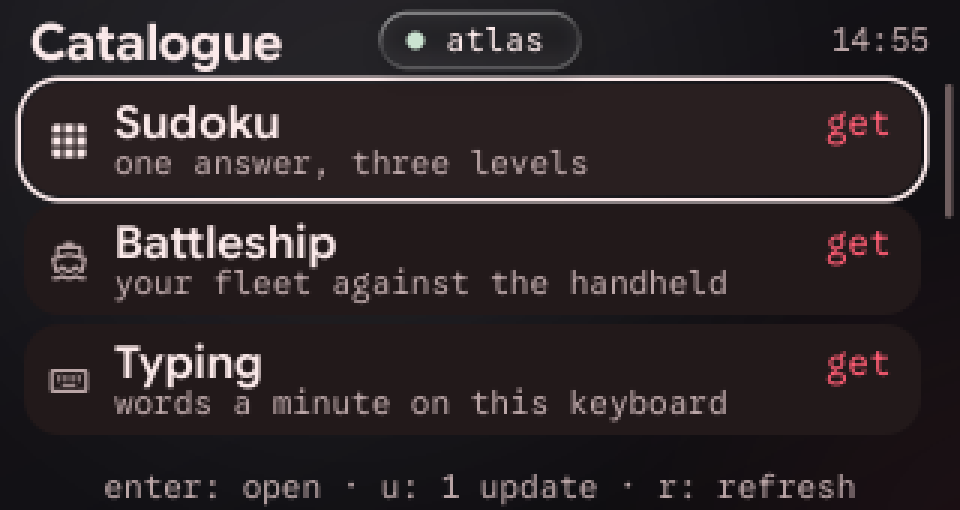 Catalogue
atlas
14:55
Sudoku
get
one answer, three levels
Battleship
get
your fleet against the handheld
Typing
get
words a minute on this keyboard
enter: open · u: 1 update · r: refresh